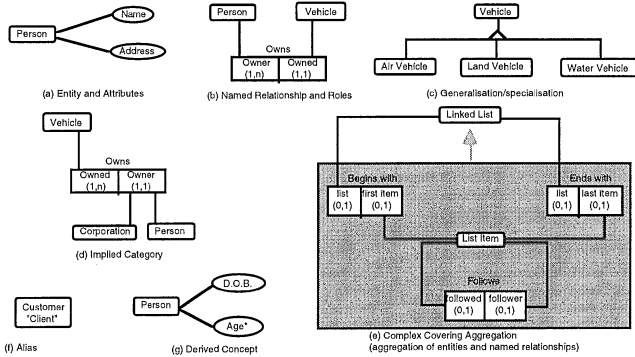 Person
Name
Address
(a) Entity and Attributes
Person
Vehicle
Owns
Owner (1,n)
Owned (1,1)
(b) Named Relationship and Roles
Vehicle
Air Vehicle
Land Vehicle
Water Vehicle
(c) Generalisation/specialisation
Vehicle
Owns
Owned (1,n)
Owner (1,1)
Corporation
Person
(d) Implied Category
Linked List
Begins with
list (0,1)
first item (0,1)
Ends with
list (0,1)
last item (0,1)
List Item
Follows
followed (0,1)
follower (0,1)
(e) Complex Covering Aggregation
(aggregation of entities and named relationships)
Customer
"Client"
(f) Alias
Person
D.O.B.
Age*
(g) Derived Concept